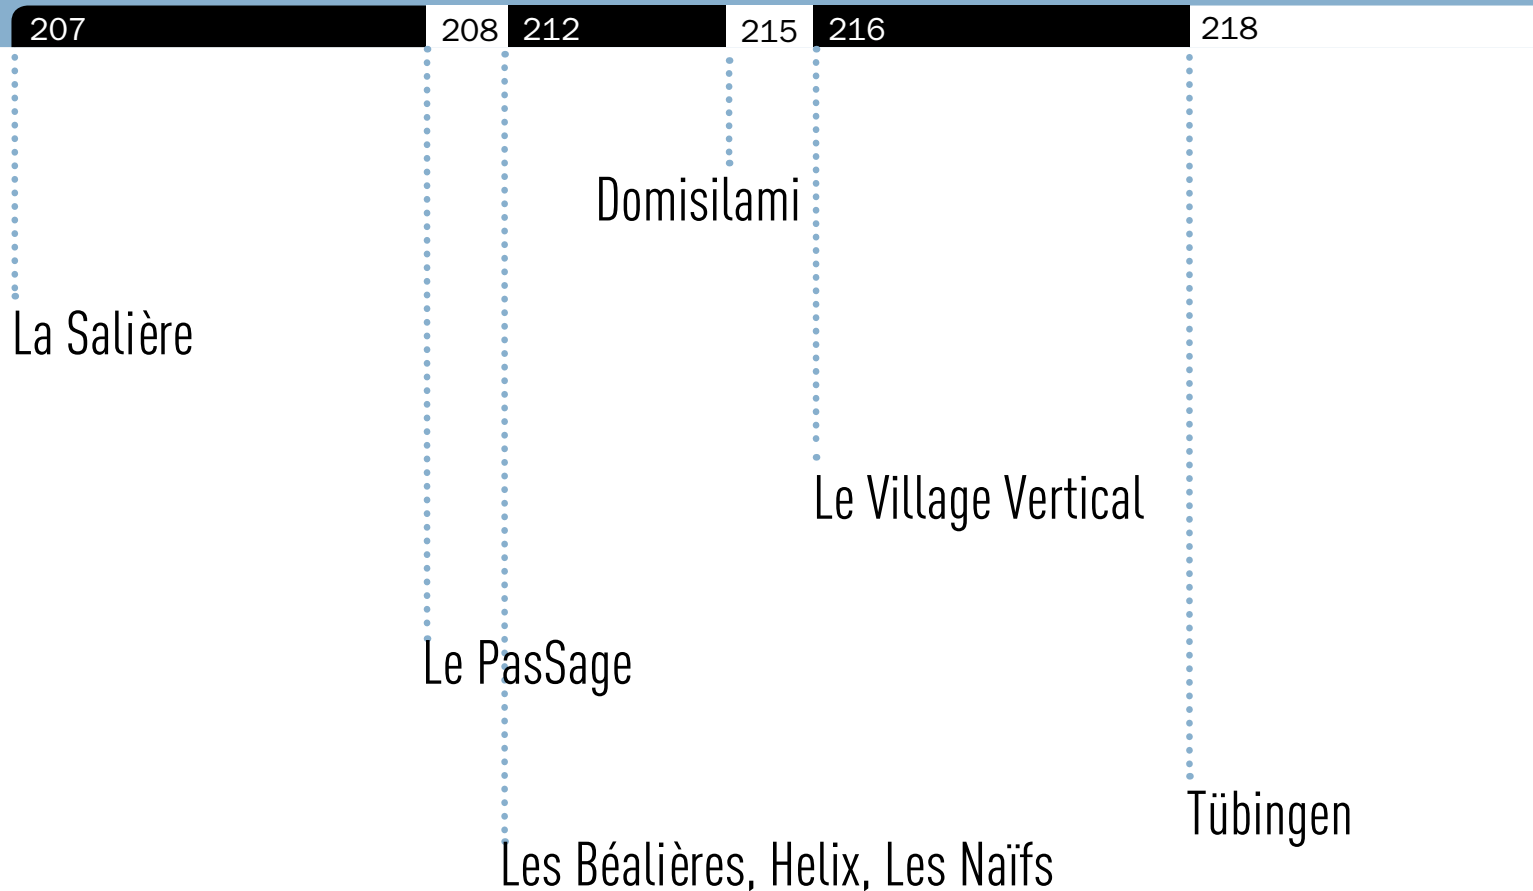 207 208 212 215 216 218
Domisilami
La Salière
Le Village Vertical
Le PasSage
Tübingen
Les Béalières, Helix, Les Naïfs